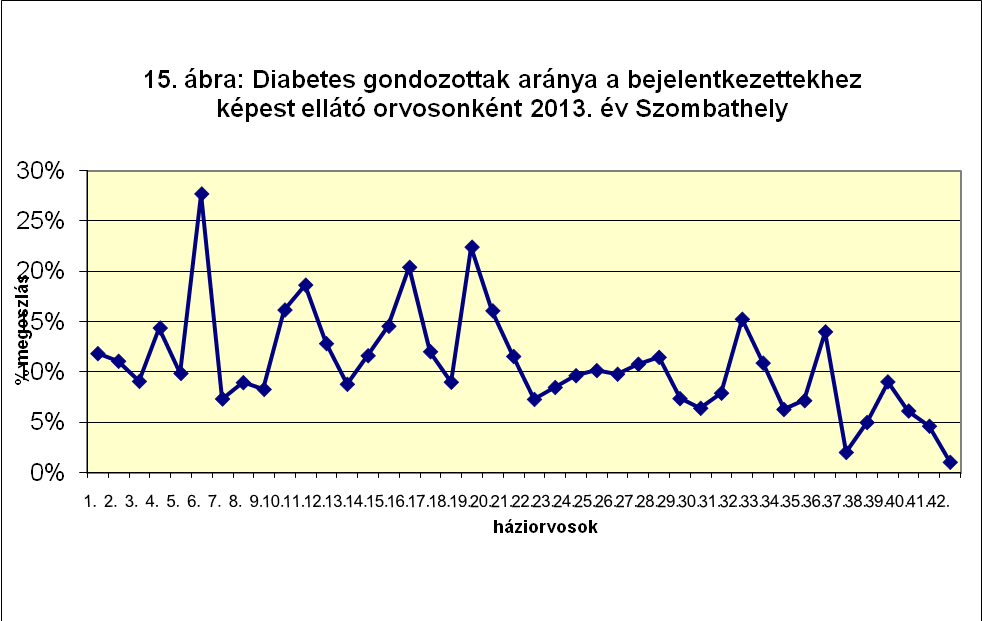 15. ábra: Diabetes gondozottak aránya a bejelentkezettekhez
képest ellátó orvosonként 2013. év Szombathely
30%
25%
20%
15%
10%
5%
0%
% megoszlás
1. 2. 3. 4. 5. 6. 7. 8. 9. 10. 11. 12. 13. 14. 15. 16. 17. 18. 19. 20. 21. 22. 23. 24. 25. 26. 27. 28. 29. 30. 31. 32. 33. 34. 35. 36. 37. 38. 39. 40. 41. 42.
háziorvosok